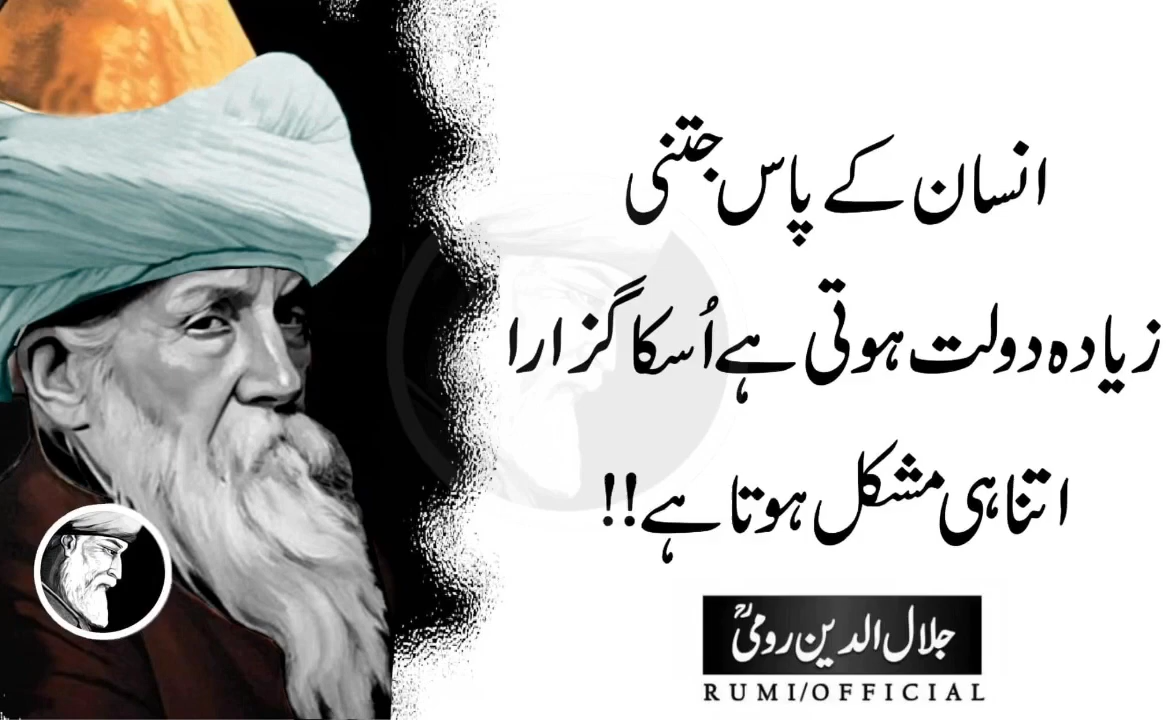 انسان کے پاس جتنی
زیادہ دولت ہوتی ہے اُسکا گزارا
اتنا ہی مشکل ہوتا ہے!!
جلال الدین رومیؒ
RUMI/OFFICIAL